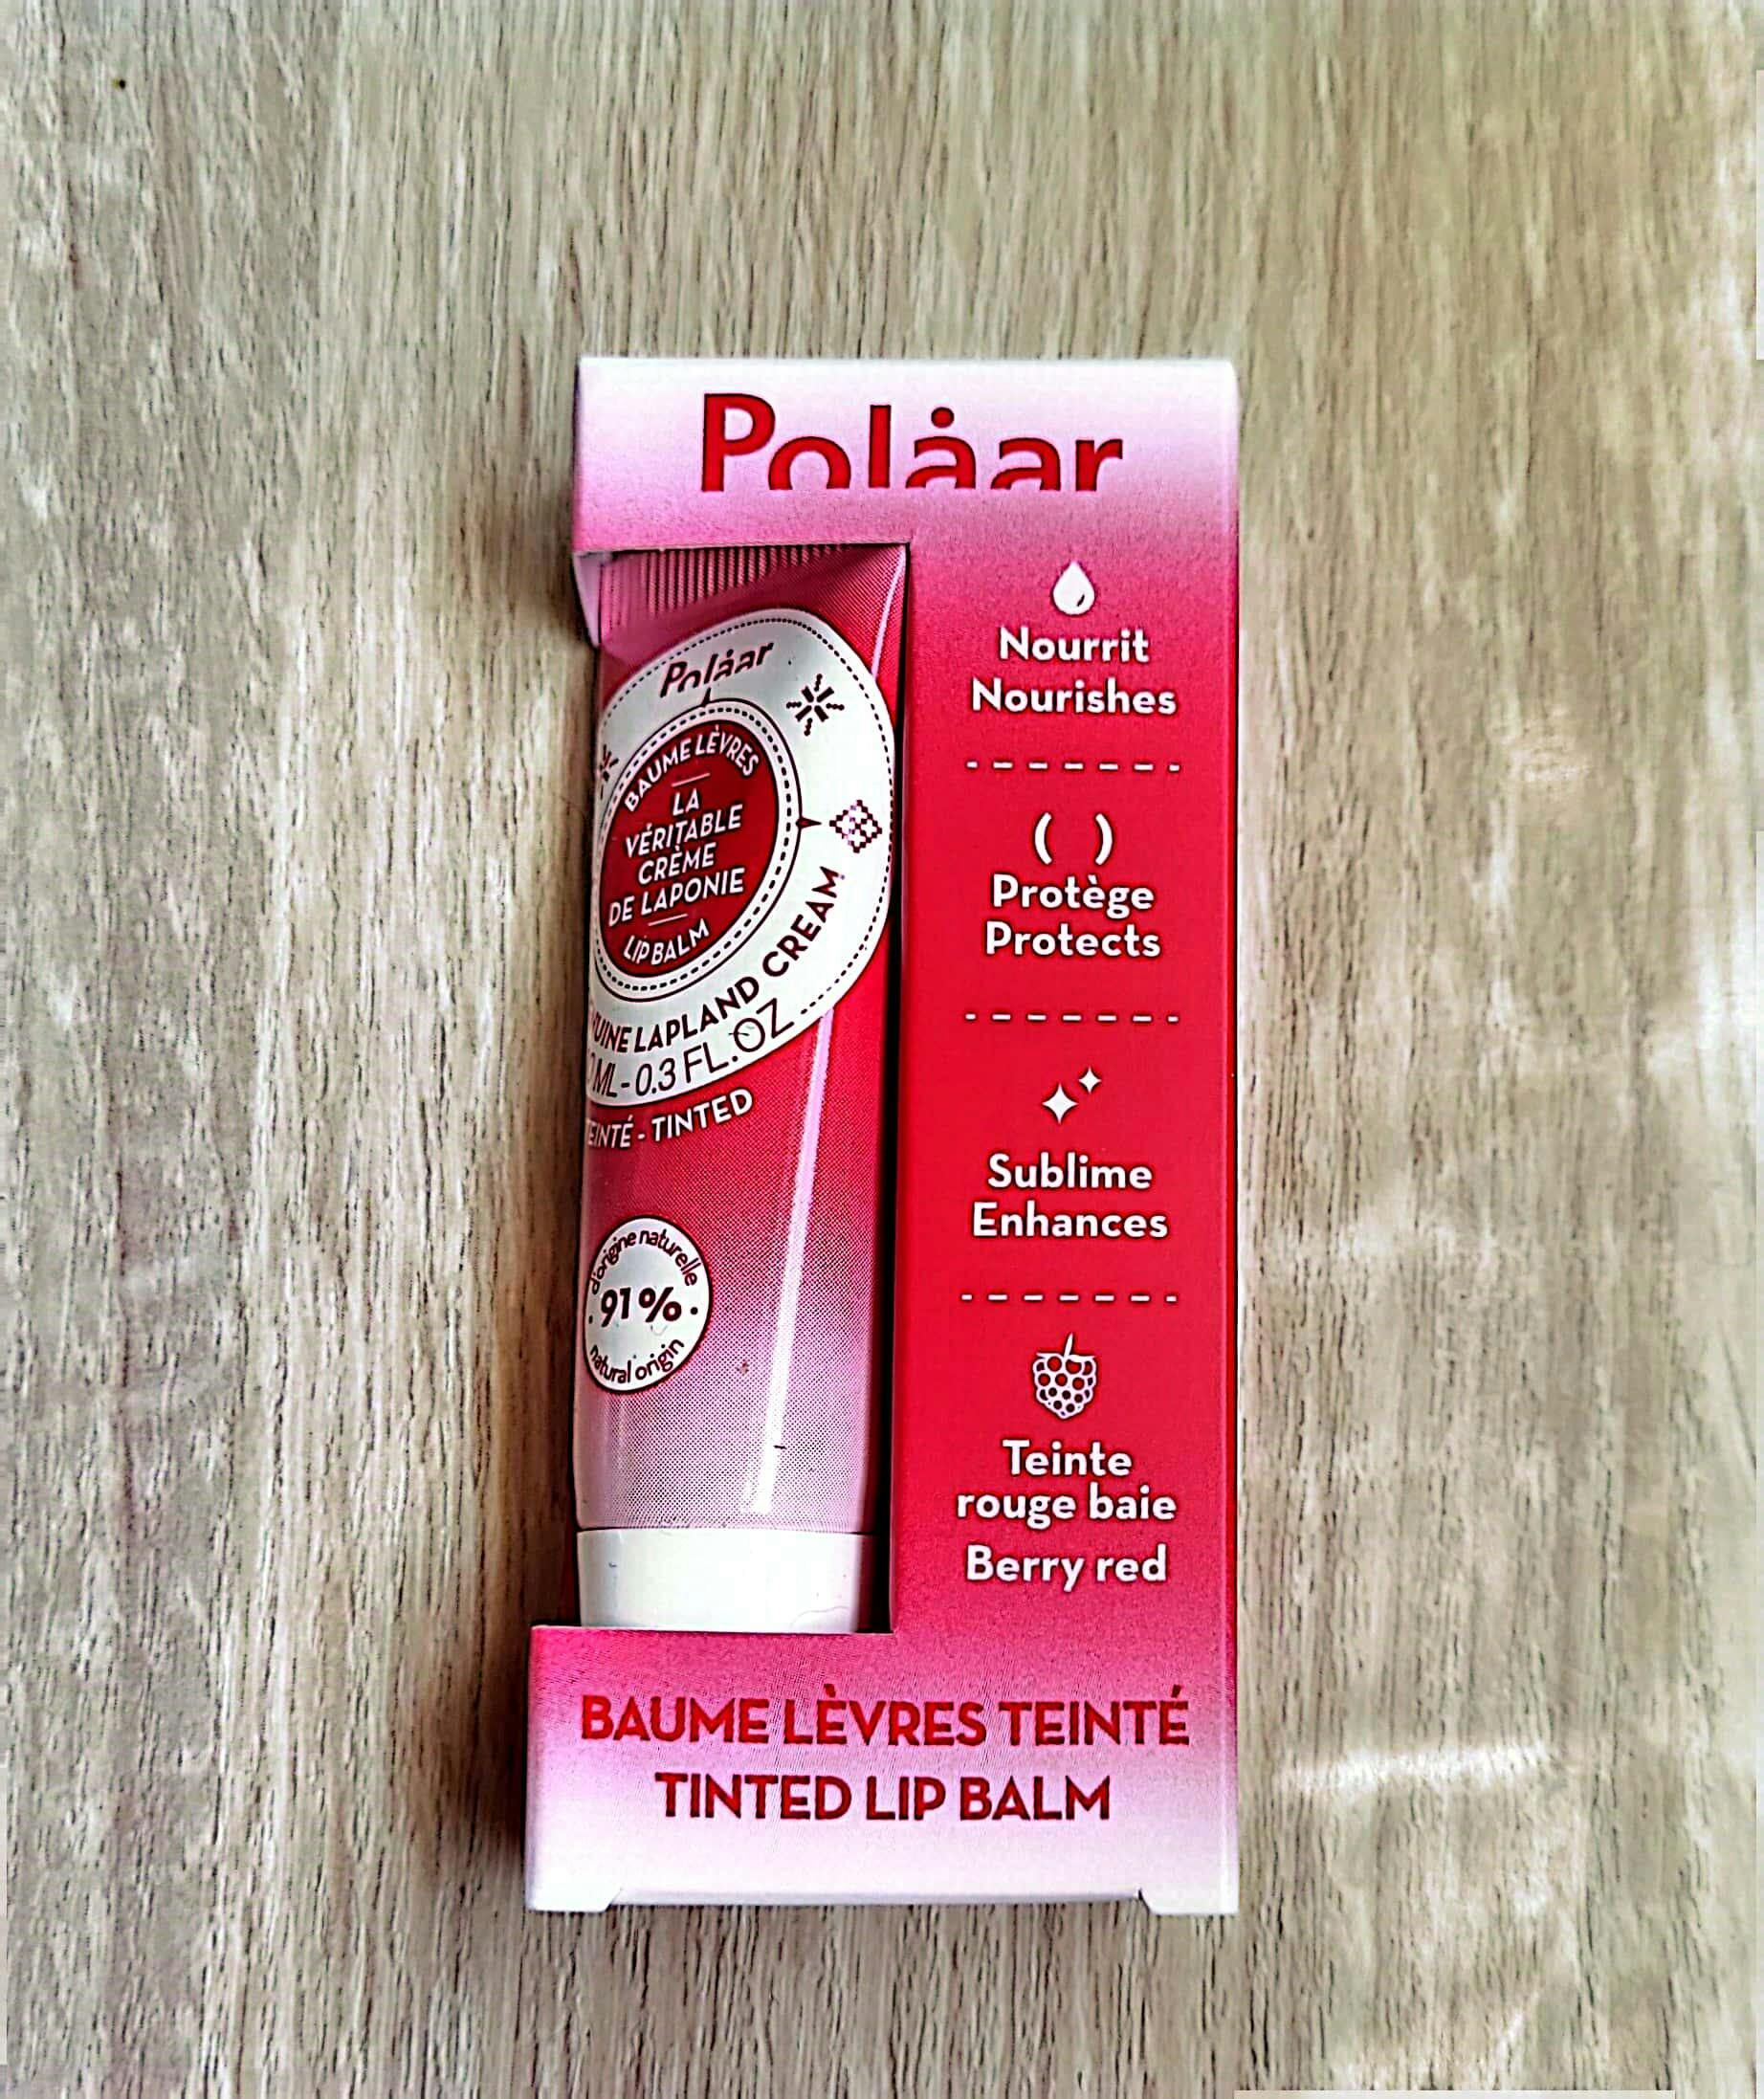 Polåar
Polåar
BAUME LÈVRES
LA
VÉRITABLE
CRÈME
DE LAPONIE
LIP BALM
LAPLAND CREAM
ML - 0.3 FL.OZ
TINTED
d'origine naturelle
91%
natural origin
Nourrit
Nourishes
Protège
Protects
Sublime
Enhances
Teinte
rouge baie
Berry red
BAUME LÈVRES TEINTÉ
TINTED LIP BALM